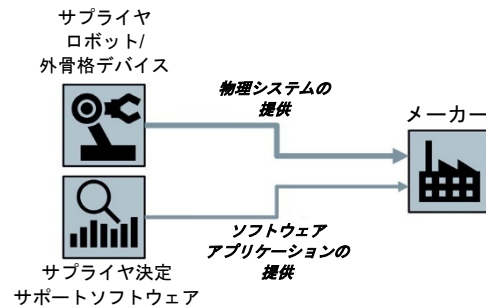 サプライヤ
ロボット/
外骨格デバイス
物理システムの
提供
メーカー
ソフトウェア
アプリケーションの
提供
サプライヤ決定
サポートソフトウェア